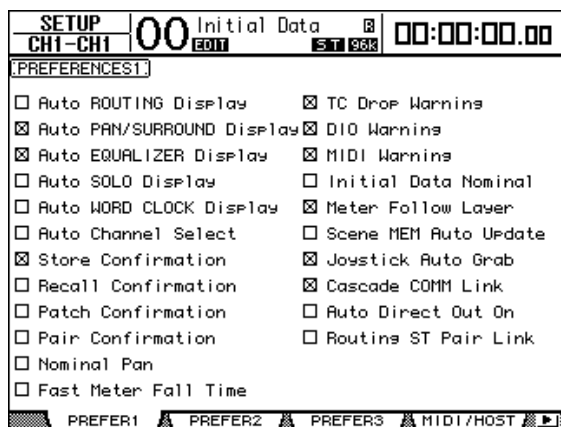 SETUP
CH1-CH1
00 Initial Data R
EDIT ST 96k
00:00:00.00
PREFERENCES1
Auto ROUTING Display
Auto PAN/SURROUND Display
Auto EQUALIZER Display
Auto SOLO Display
Auto WORD CLOCK Display
Auto Channel Select
Store Confirmation
Recall Confirmation
Patch Confirmation
Pair Confirmation
Nominal Pan
Fast Meter Fall Time
TC Drop Warning
DIO Warning
MIDI Warning
Initial Data Nominal
Meter Follow Layer
Scene MEM Auto Update
Joystick Auto Grab
Cascade COMM Link
Auto Direct Out On
Routing ST Pair Link
PREFER1 PREFER2 PREFER3 MIDI/HOST